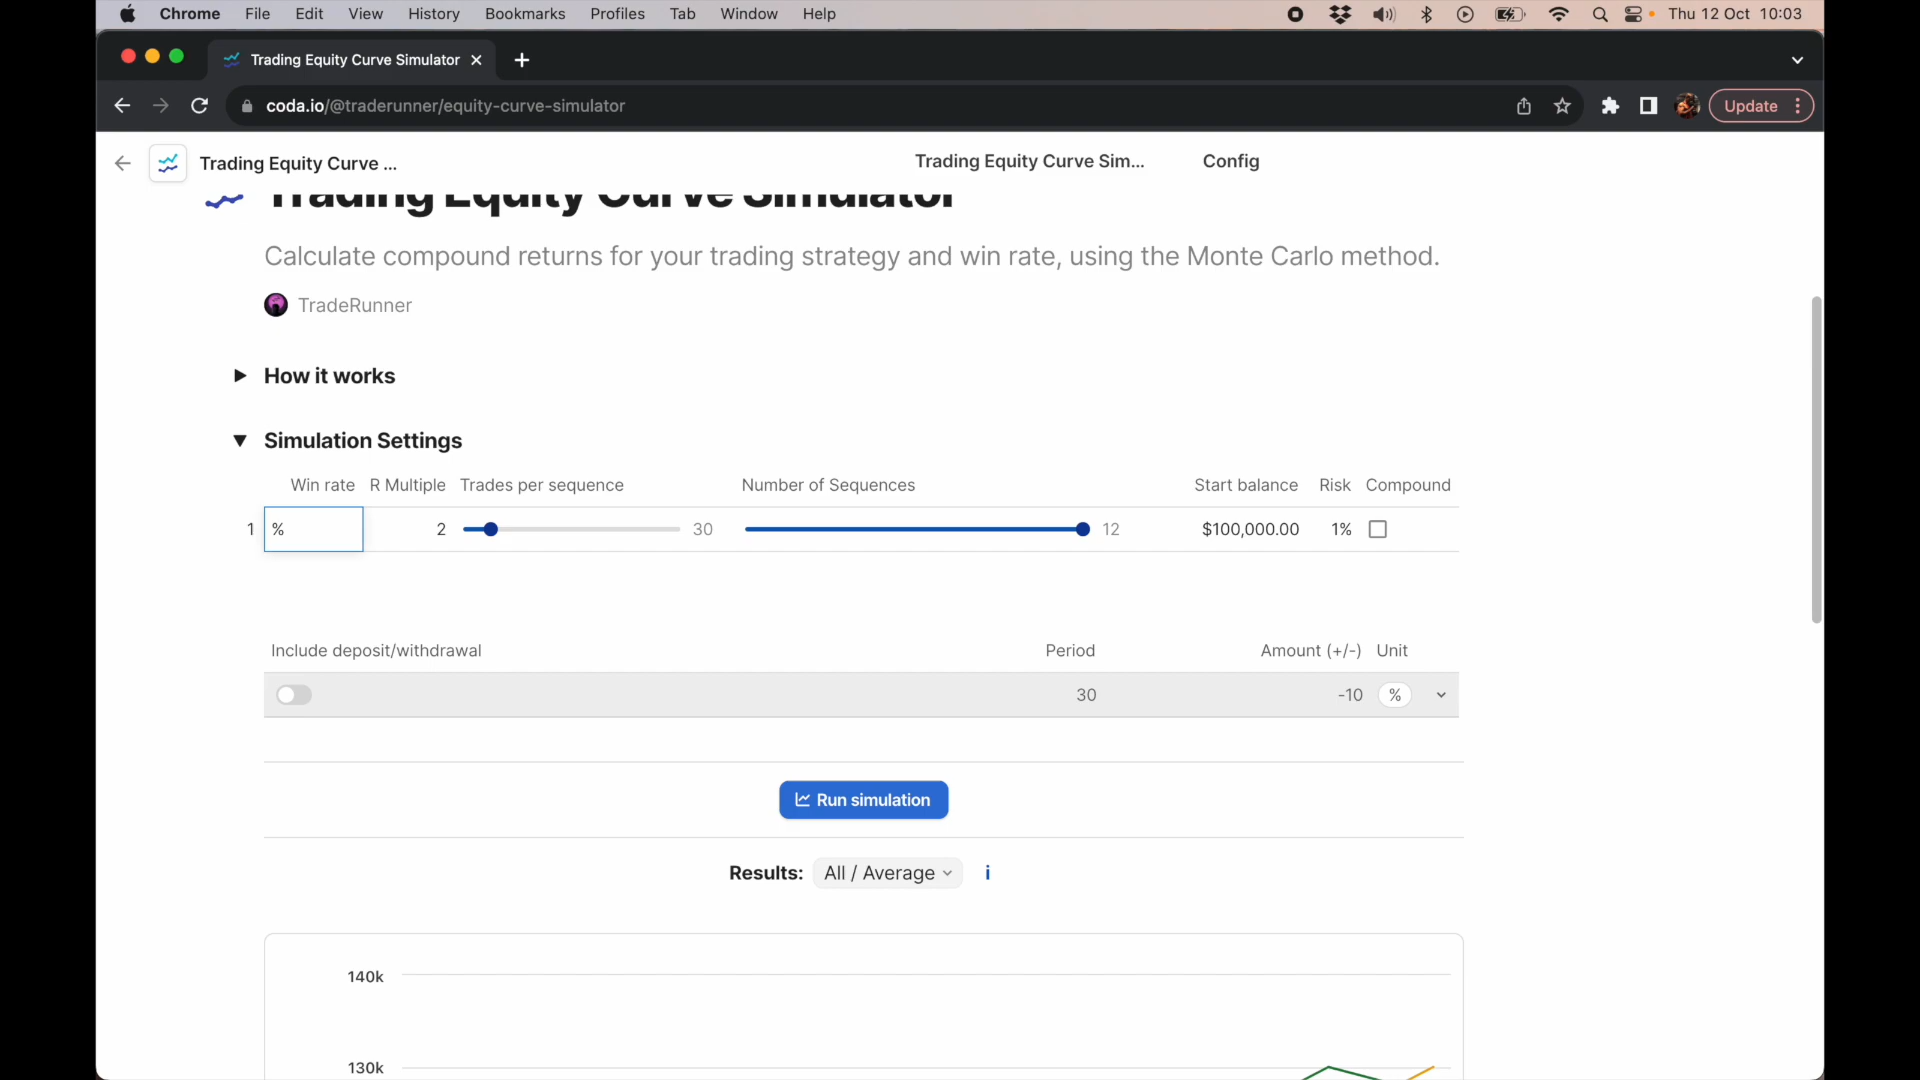 Chrome File Edit View History Bookmarks Profiles Tab Window Help Thu 12 Oct 10:03
Trading Equity Curve Simulator
coda.io/@traderunner/equity-curve-simulator Update
Trading Equity Curve ... Trading Equity Curve Sim... Config
Trading Equity Curve Simulator
Calculate compound returns for your trading strategy and win rate, using the Monte Carlo method.
TradeRunner
How it works
Simulation Settings
Win rate R Multiple Trades per sequence Number of Sequences Start balance Risk Compound
1 % 2 30 12 $100,000.00 1%
Include deposit/withdrawal Period Amount (+/-) Unit
30 -10 %
Run simulation
Results: All / Average i
140k
130k